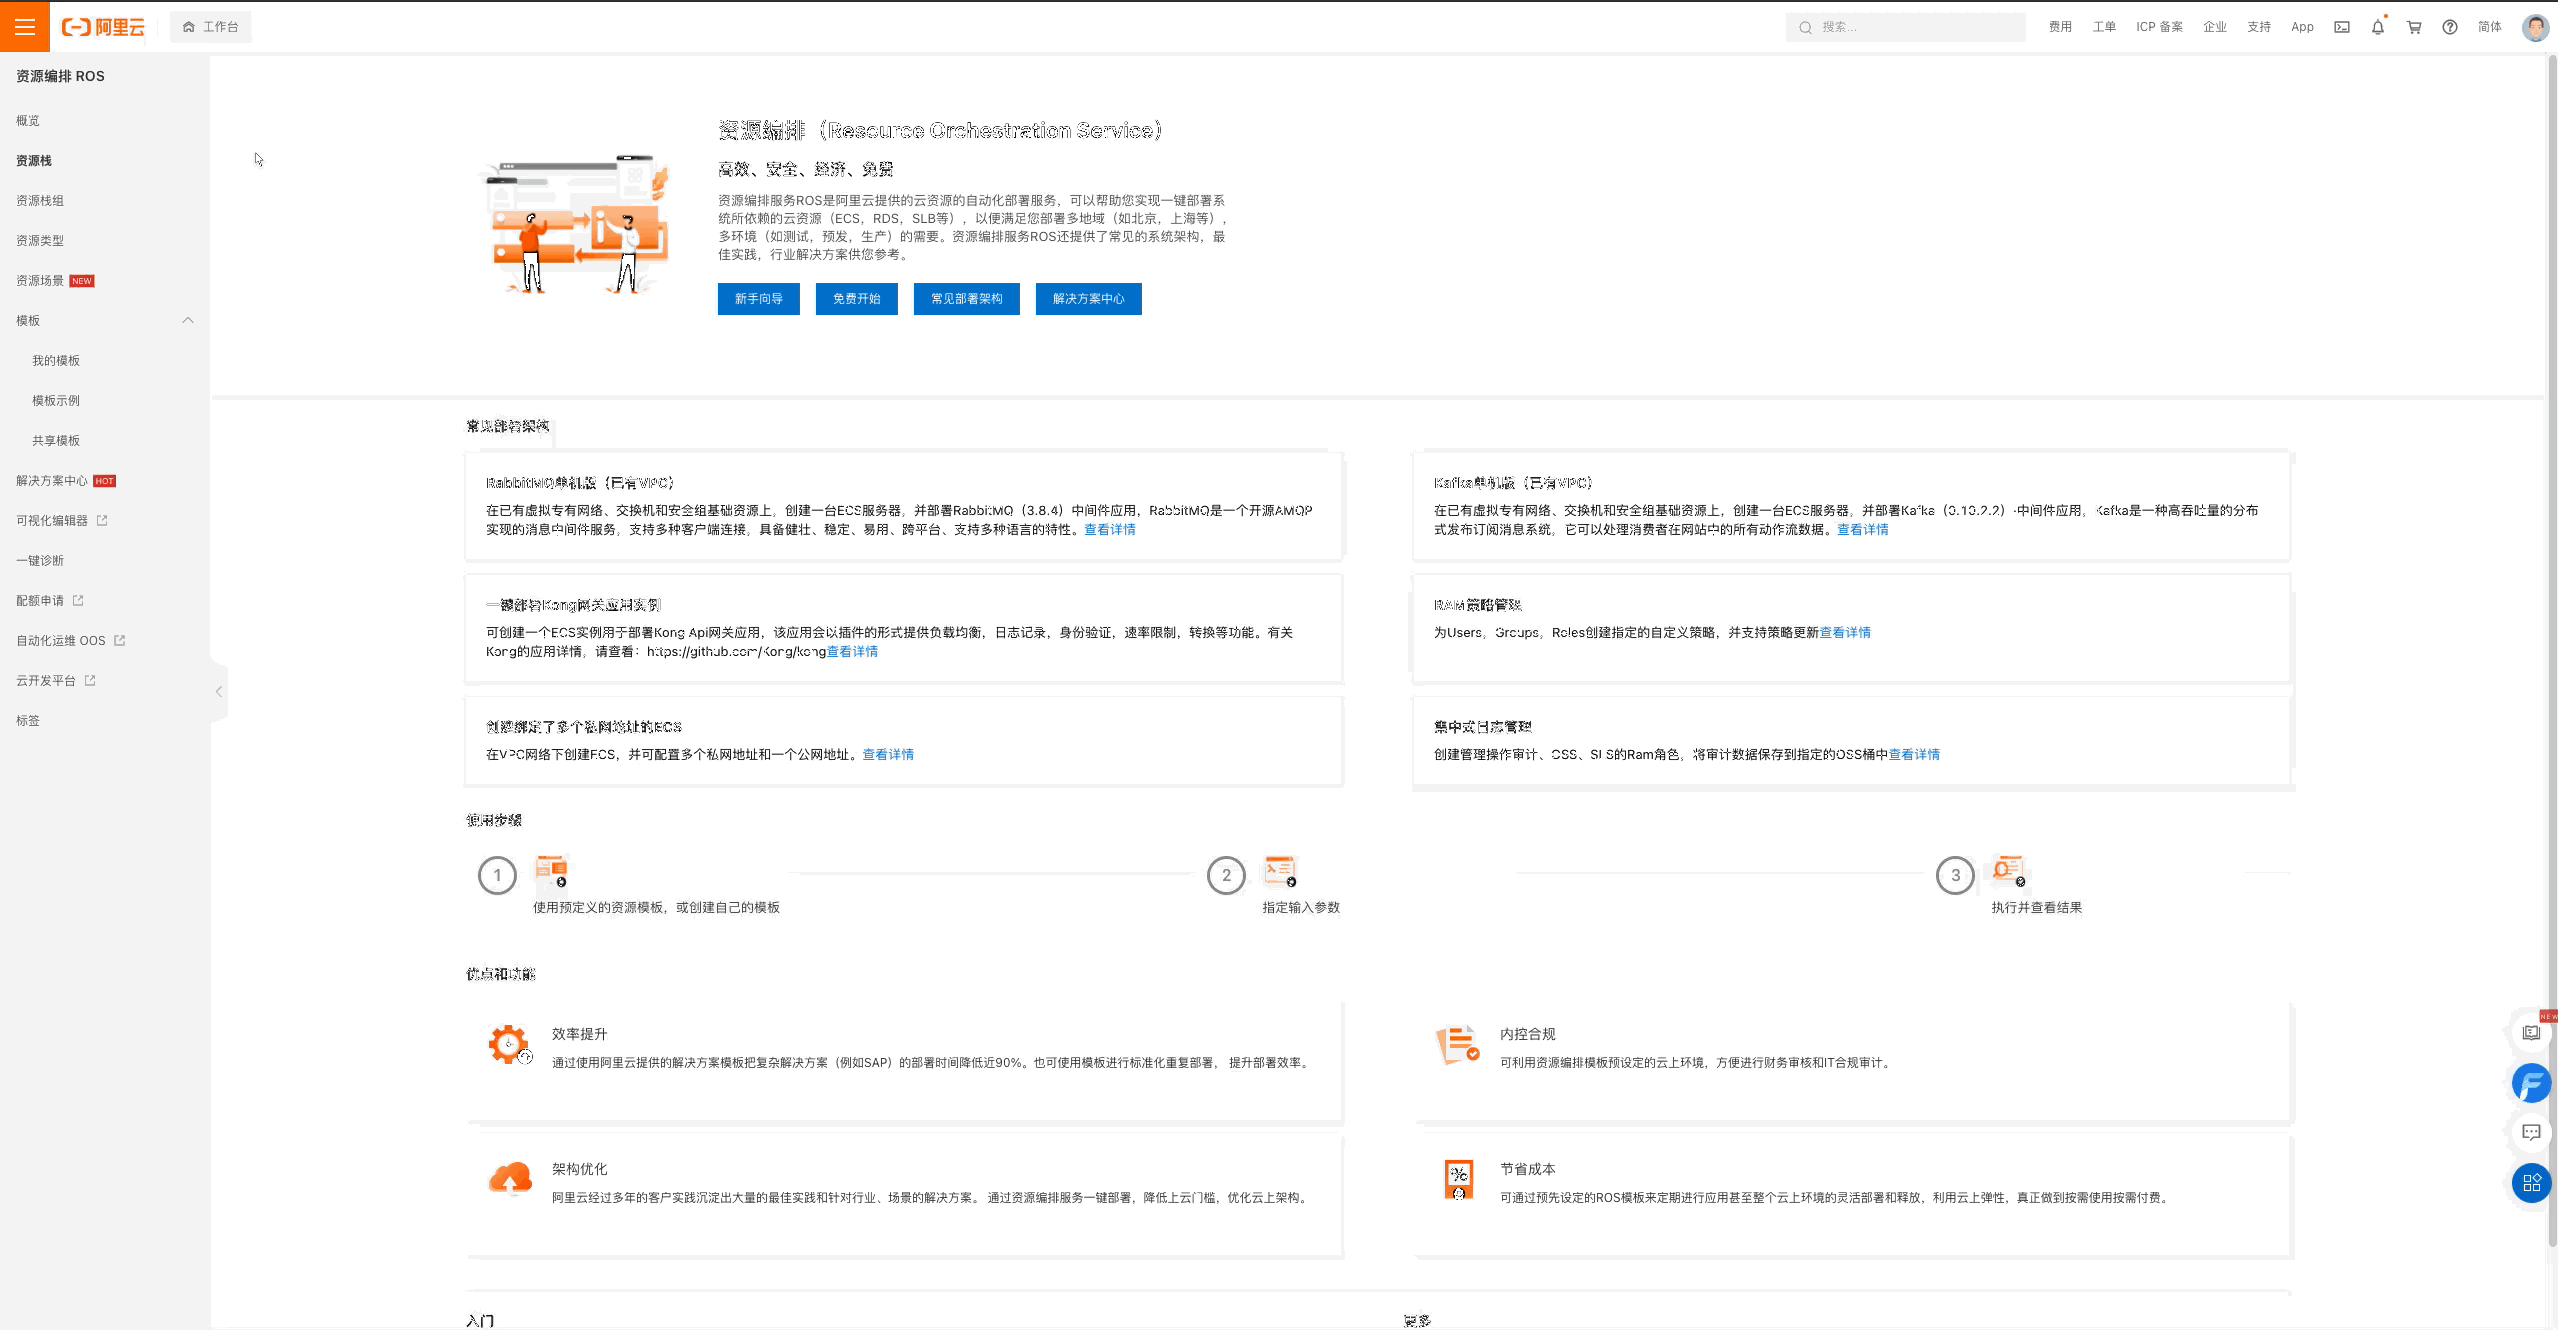 阿里云
工作台
搜索...
费用
工单
ICP 备案
企业
支持
App
简体
资源编排 ROS
概览
资源栈
资源栈组
资源类型
资源场景 NEW
模板
我的模板
模板示例
共享模板
解决方案中心 HOT
可视化编辑器
一键诊断
配额申请
自动化运维 OOS
云开发平台
标签
资源编排（Resource Orchestration Service）
高效、安全、经济、免费
资源编排服务ROS是阿里云提供的云资源的自动化部署服务，可以帮助您实现一键部署系
统所依赖的云资源（ECS，RDS，SLB等），以便满足您部署多地域（如北京，上海等），
多环境（如测试，预发，生产）的需要。资源编排服务ROS还提供了常见的系统架构，最
佳实践，行业解决方案供您参考。
新手向导
免费开始
常见部署架构
解决方案中心
常见部署架构
RabbitMQ单机版（已有VPC）
在已有虚拟专有网络、交换机和安全组基础资源上，创建一台ECS服务器，并部署RabbitMQ（3.8.4）中间件应用，RabbitMQ是一个开源AMQP
实现的消息中间件服务，支持多种客户端连接，具备健壮、稳定、易用、跨平台、支持多种语言的特性。查看详情
Kafka单机版（已有VPC）
在已有虚拟专有网络、交换机和安全组基础资源上，创建一台ECS服务器，并部署Kafka（0.10.2.2）·中间件应用，Kafka是一种高吞吐量的分布
式发布订阅消息系统，它可以处理消费者在网站中的所有动作流数据。查看详情
一键部署Kong网关应用实例
可创建一个ECS实例用于部署Kong Api网关应用，该应用会以插件的形式提供负载均衡，日志记录，身份验证，速率限制，转换等功能。有关
Kong的应用详情，请查看：https://github.com/Kong/kong查看详情
RAM策略管理
为Users，Groups，Roles创建指定的自定义策略，并支持策略更新查看详情
创建绑定了多个私网地址的ECS
在VPC网络下创建ECS，并可配置多个私网地址和一个公网地址。查看详情
集中式日志管理
创建管理操作审计、OSS、SLS的Ram角色，将审计数据保存到指定的OSS桶中查看详情
使用步骤
1
使用预定义的资源模板，或创建自己的模板
2
指定输入参数
3
执行并查看结果
优点和功能
效率提升
通过使用阿里云提供的解决方案模板把复杂解决方案（例如SAP）的部署时间降低近90%。也可使用模板进行标准化重复部署， 提升部署效率。
内控合规
可利用资源编排模板预设定的云上环境，方便进行财务审核和IT合规审计。
架构优化
阿里云经过多年的客户实践沉淀出大量的最佳实践和针对行业、场景的解决方案。 通过资源编排服务一键部署，降低上云门槛，优化云上架构。
节省成本
可通过预先设定的ROS模板来定期进行应用甚至整个云上环境的灵活部署和释放，利用云上弹性，真正做到按需使用按需付费。
NEW
入门
更多